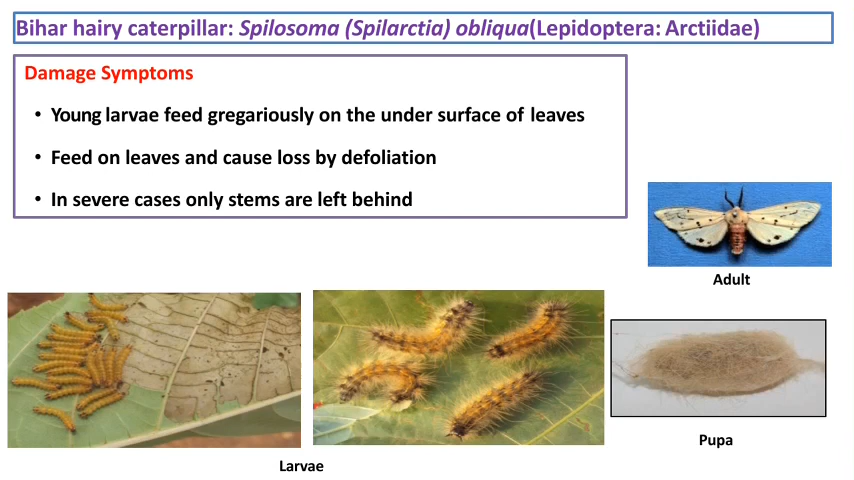 Bihar hairy caterpillar: Spilosoma (Spilarctia) obliqua(Lepidoptera: Arctiidae)
Damage Symptoms
• Young larvae feed gregariously on the under surface of leaves
• Feed on leaves and cause loss by defoliation
• In severe cases only stems are left behind
Adult
Pupa
Larvae